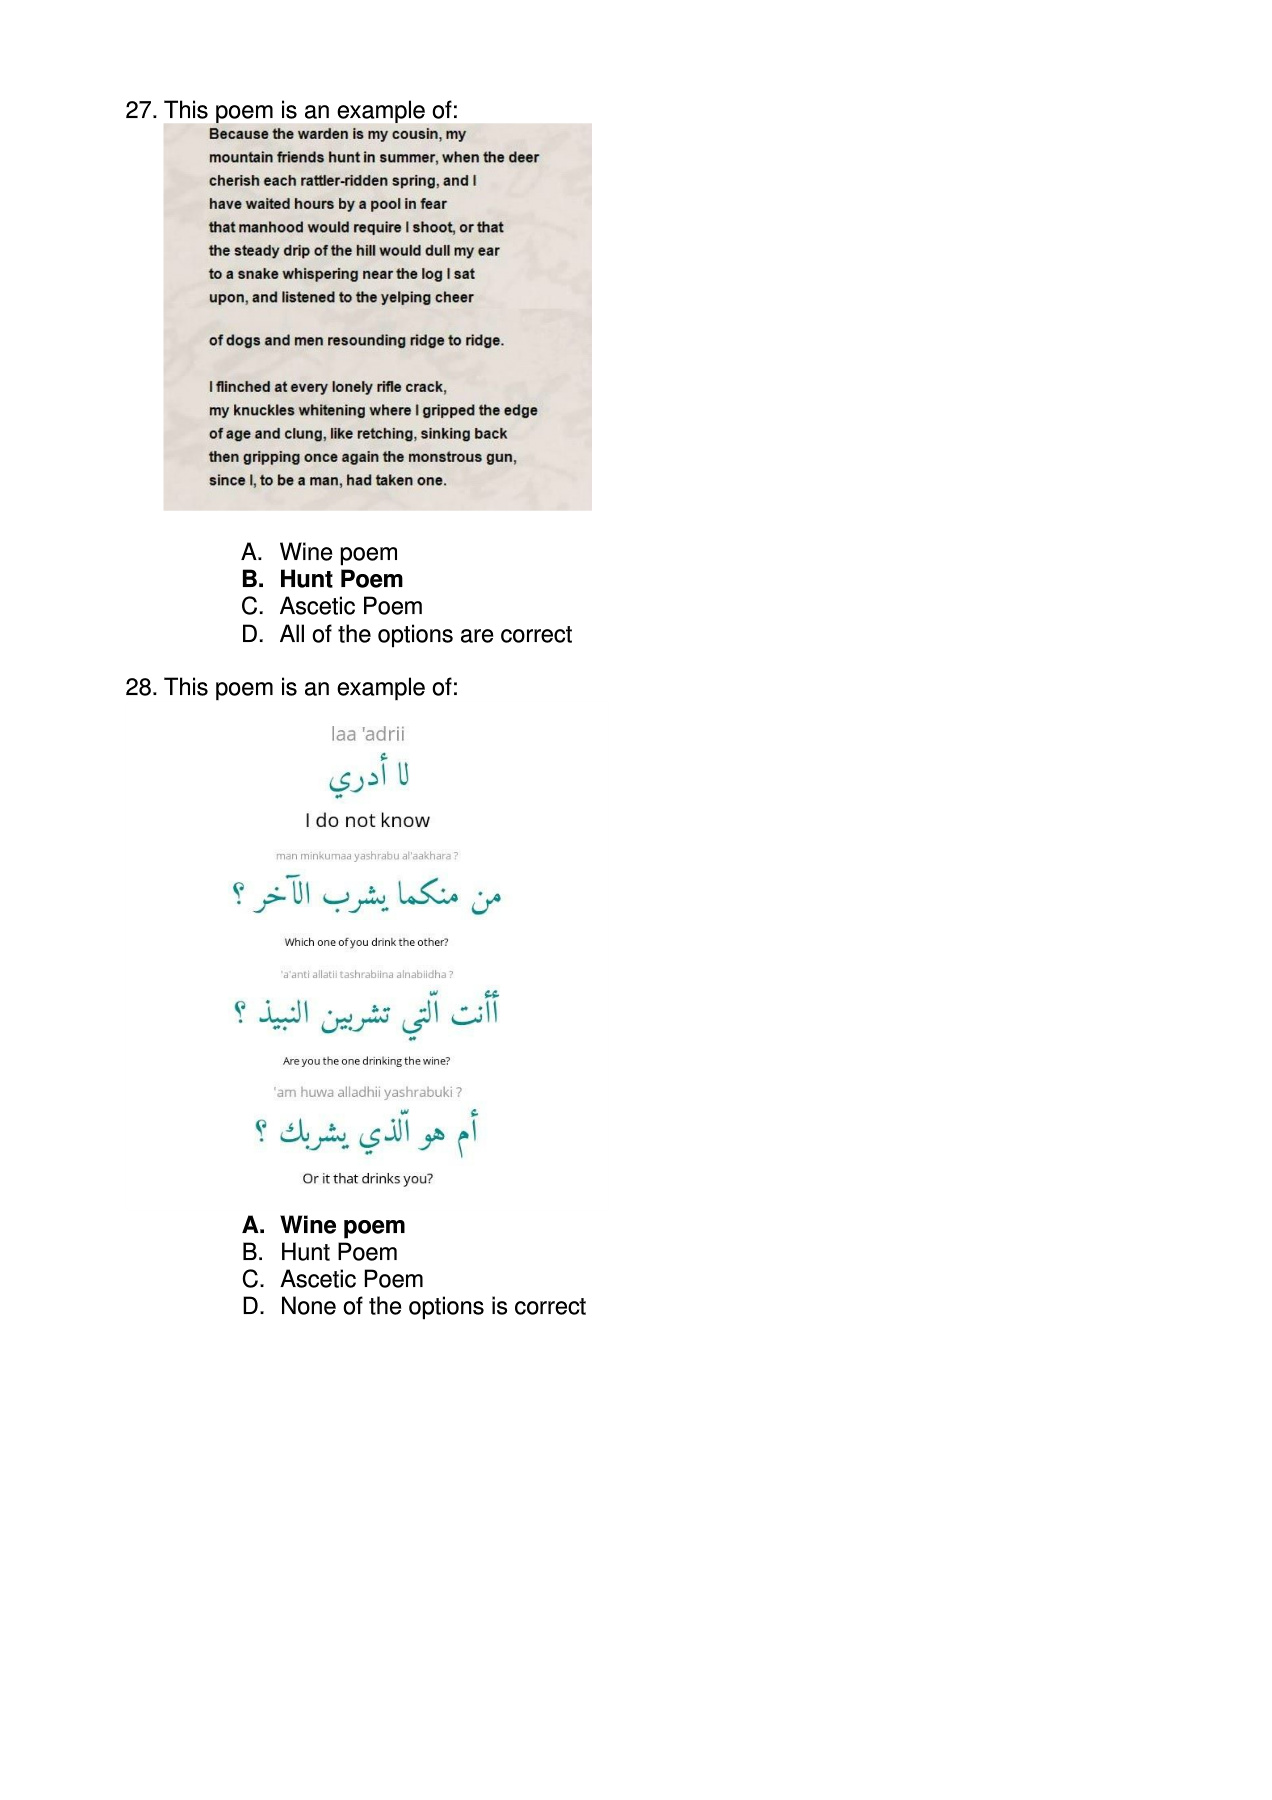 27. This poem is an example of:
Because the warden is my cousin, my
mountain friends hunt in summer, when the deer
cherish each rattler-ridden spring, and I
have waited hours by a pool in fear
that manhood would require I shoot, or that
the steady drip of the hill would dull my ear
to a snake whispering near the log I sat
upon, and listened to the yelping cheer
of dogs and men resounding ridge to ridge.
I flinched at every lonely rifle crack,
my knuckles whitening where I gripped the edge
of age and clung, like retching, sinking back
then gripping once again the monstrous gun,
since I, to be a man, had taken one.
A. Wine poem
B. Hunt Poem
C. Ascetic Poem
D. All of the options are correct
28. This poem is an example of:
laa 'adrii
لا أدري
I do not know
man minkumaa yashrabu al'aakhara ?
من منكما يشرب الآخر ؟
Which one of you drink the other?
'a'anti allatii tashrabiina alnabiidha ?
أأنت الّتي تشربين النبيذ ؟
Are you the one drinking the wine?
'am huwa alladhii yashrabuki ?
أم هو الّذي يشربك ؟
Or it that drinks you?
A. Wine poem
B. Hunt Poem
C. Ascetic Poem
D. None of the options is correct